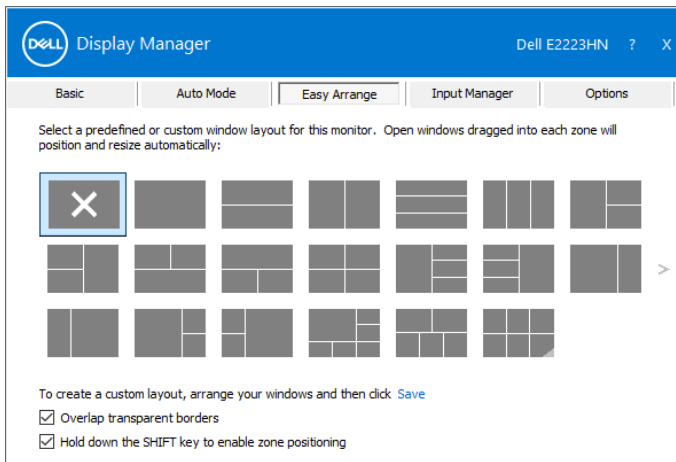 DELL Display Manager Dell E2223HN ? X
Basic Auto Mode Easy Arrange Input Manager Options
Select a predefined or custom window layout for this monitor. Open windows dragged into each zone will
position and resize automatically:
>
To create a custom layout, arrange your windows and then click Save
Overlap transparent borders
Hold down the SHIFT key to enable zone positioning